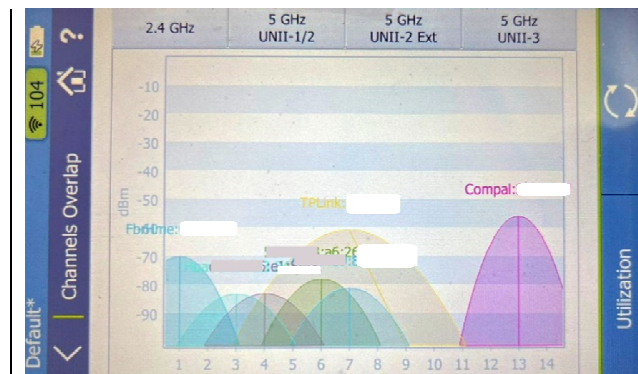 104
?
Default*
Channels Overlap
2.4 GHz
5 GHz
UNII-1/2
5 GHz
UNII-2 Ext
5 GHz
UNII-3
dBm
-10
-20
-30
-40
-50
-70
-80
-90
Compal:
TPLink:
:a6:26
1 2 3 4 5 6 7 8 9 10 11 12 13 14
Utilization